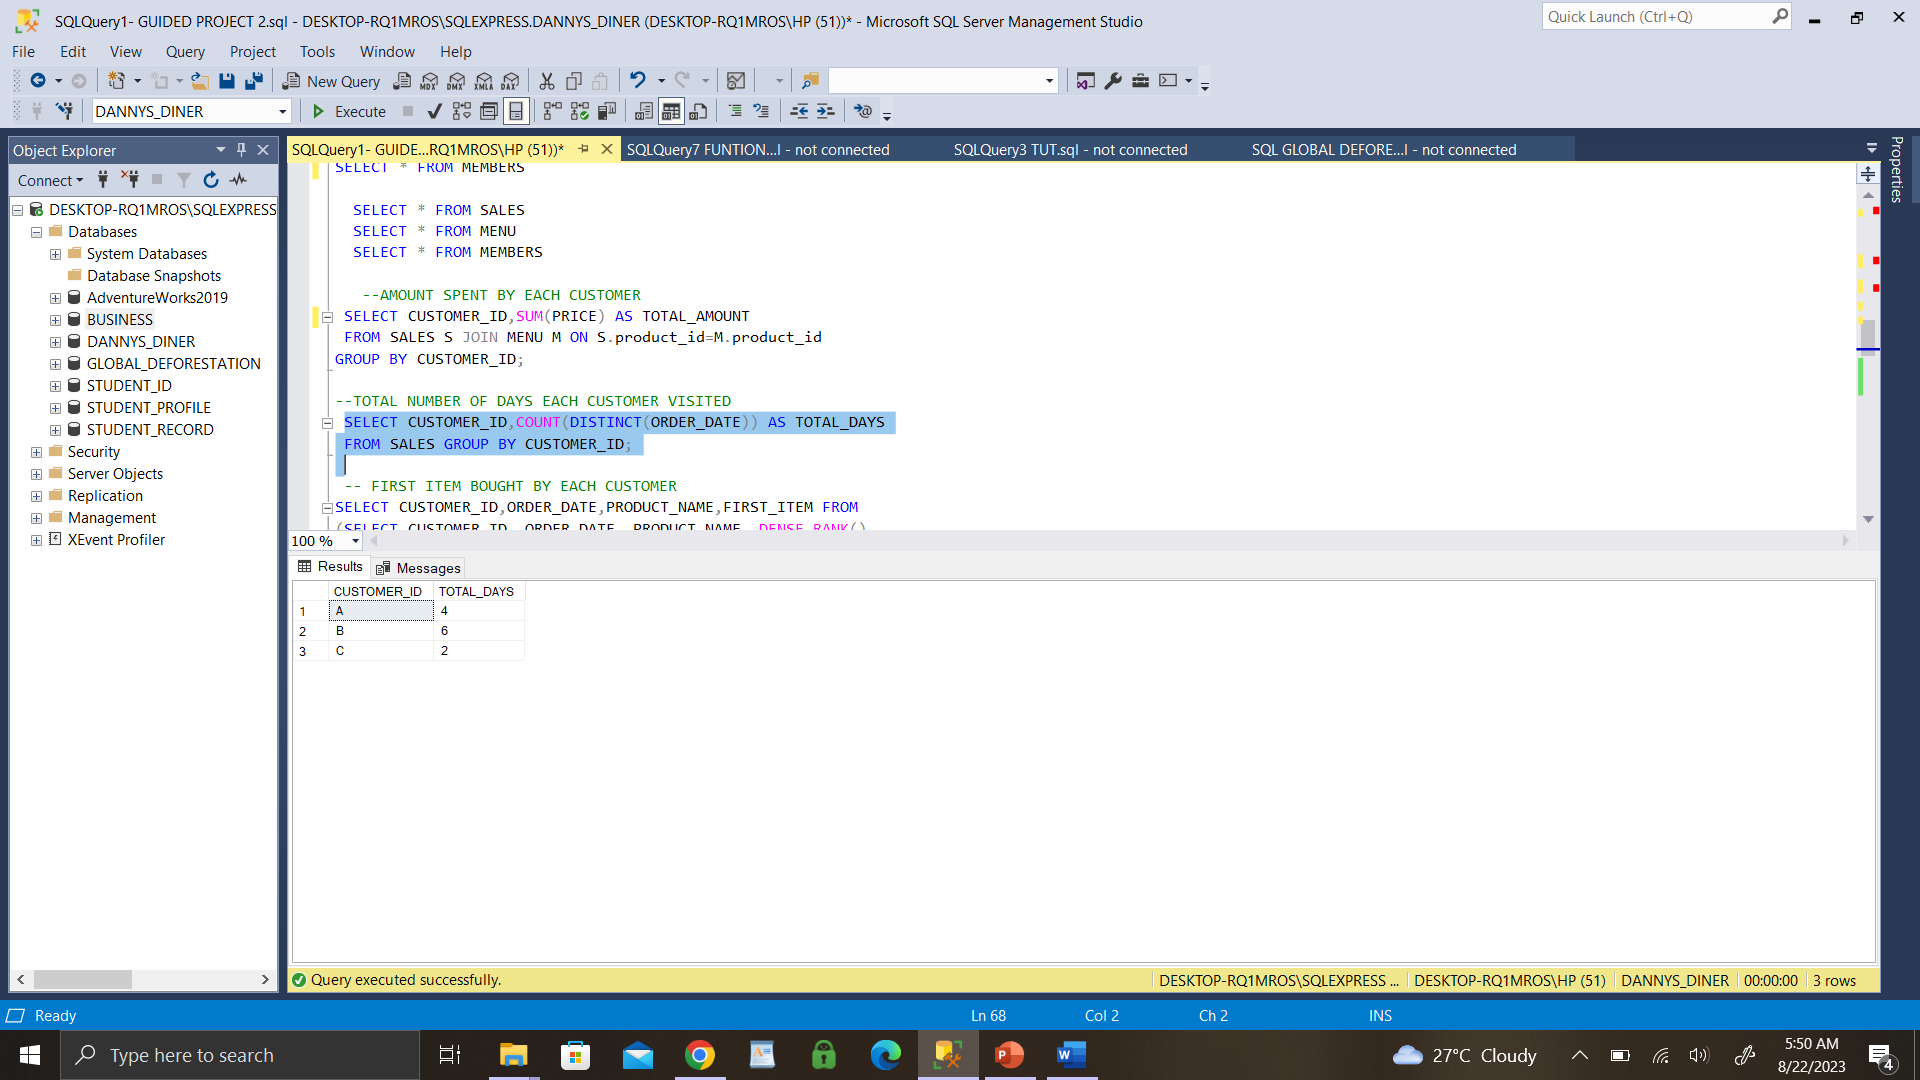 SQLQuery1- GUIDED PROJECT 2.sql - DESKTOP-RQ1MROS\SQLEXPRESS.DANNYS_DINER (DESKTOP-RQ1MROS\HP (51))* - Microsoft SQL Server Management Studio
Quick Launch (Ctrl+Q)
File Edit View Query Project Tools Window Help
New Query MDX DMX XMLA DAX
DANNYS_DINER Execute
Object Explorer
Connect
DESKTOP-RQ1MROS\SQLEXPRESS
Databases
System Databases
Database Snapshots
AdventureWorks2019
BUSINESS
DANNYS_DINER
GLOBAL_DEFORESTATION
STUDENT_ID
STUDENT_PROFILE
STUDENT_RECORD
Security
Server Objects
Replication
Management
XEvent Profiler
SQLQuery1- GUIDE...RQ1MROS\HP (51))* SQLQuery7 FUNTION...l - not connected SQLQuery3 TUT.sql - not connected SQL GLOBAL DEFORE...l - not connected
Properties
SELECT * FROM MEMBERS
SELECT * FROM SALES
SELECT * FROM MENU
SELECT * FROM MEMBERS
--AMOUNT SPENT BY EACH CUSTOMER
SELECT CUSTOMER_ID,SUM(PRICE) AS TOTAL_AMOUNT
FROM SALES S JOIN MENU M ON S.product_id=M.product_id
GROUP BY CUSTOMER_ID;
--TOTAL NUMBER OF DAYS EACH CUSTOMER VISITED
SELECT CUSTOMER_ID,COUNT(DISTINCT(ORDER_DATE)) AS TOTAL_DAYS
FROM SALES GROUP BY CUSTOMER_ID;
-- FIRST ITEM BOUGHT BY EACH CUSTOMER
SELECT CUSTOMER_ID,ORDER_DATE,PRODUCT_NAME,FIRST_ITEM FROM
(SELECT CUSTOMER_ID, ORDER_DATE, PRODUCT_NAME, DENSE_RANK()
100 %
Results Messages
CUSTOMER_ID TOTAL_DAYS
1 A 4
2 B 6
3 C 2
Query executed successfully. DESKTOP-RQ1MROS\SQLEXPRESS ... DESKTOP-RQ1MROS\HP (51) DANNYS_DINER 00:00:00 3 rows
Ready Ln 68 Col 2 Ch 2 INS
Type here to search 27°C Cloudy 5:50 AM
8/22/2023 4